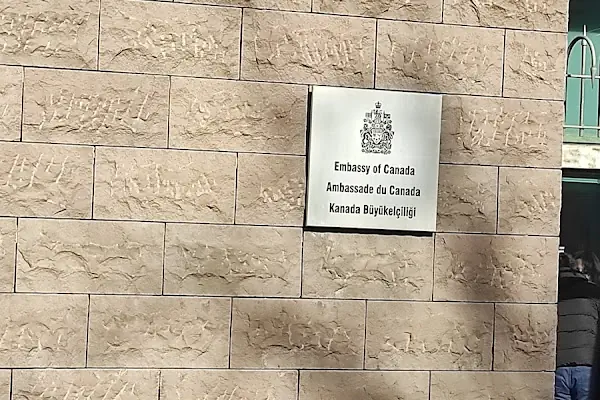 Embassy of Canada
Ambassade du Canada
Kanada Büyükelçiliği